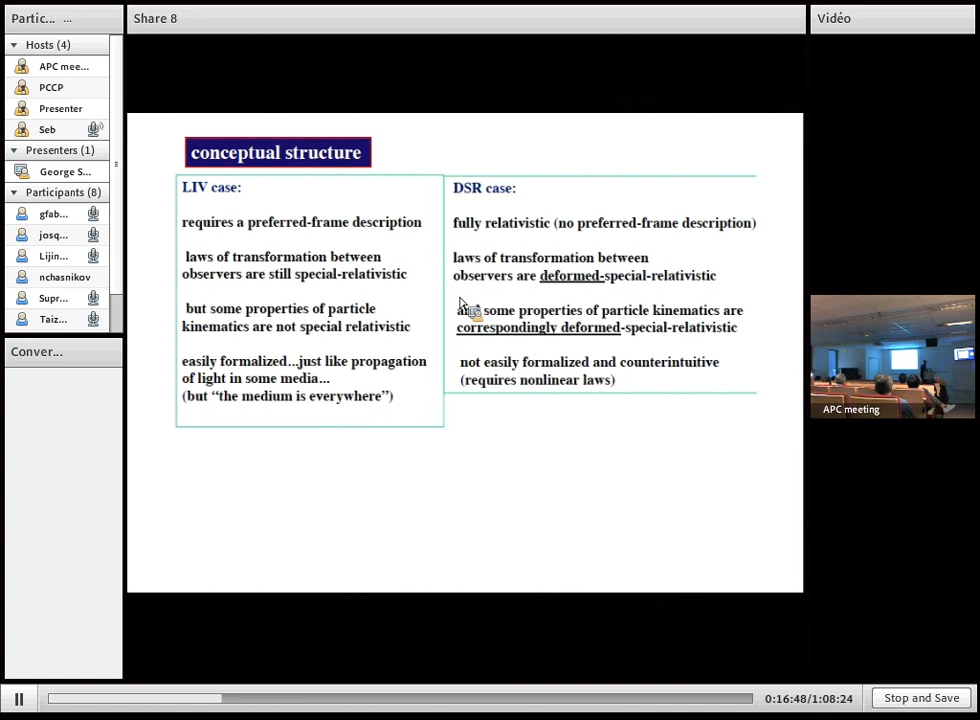 Partic... ...
Share 8
Vidéo
Hosts (4)
APC mee...
PCCP
Presenter
Seb
Presenters (1)
George S...
Participants (8)
gfab...
josq...
Lijin...
nchasnikov
Supr...
Taiz...
Conver...
conceptual structure
LIV case:
requires a preferred-frame description
laws of transformation between
observers are still special-relativistic
but some properties of particle
kinematics are not special relativistic
easily formalized...just like propagation
of light in some media...
(but “the medium is everywhere”)
DSR case:
fully relativistic (no preferred-frame description)
laws of transformation between
observers are deformed-special-relativistic
some properties of particle kinematics are
correspondingly deformed-special-relativistic
not easily formalized and counterintuitive
(requires nonlinear laws)
APC meeting
0:16:48/1:08:24
Stop and Save